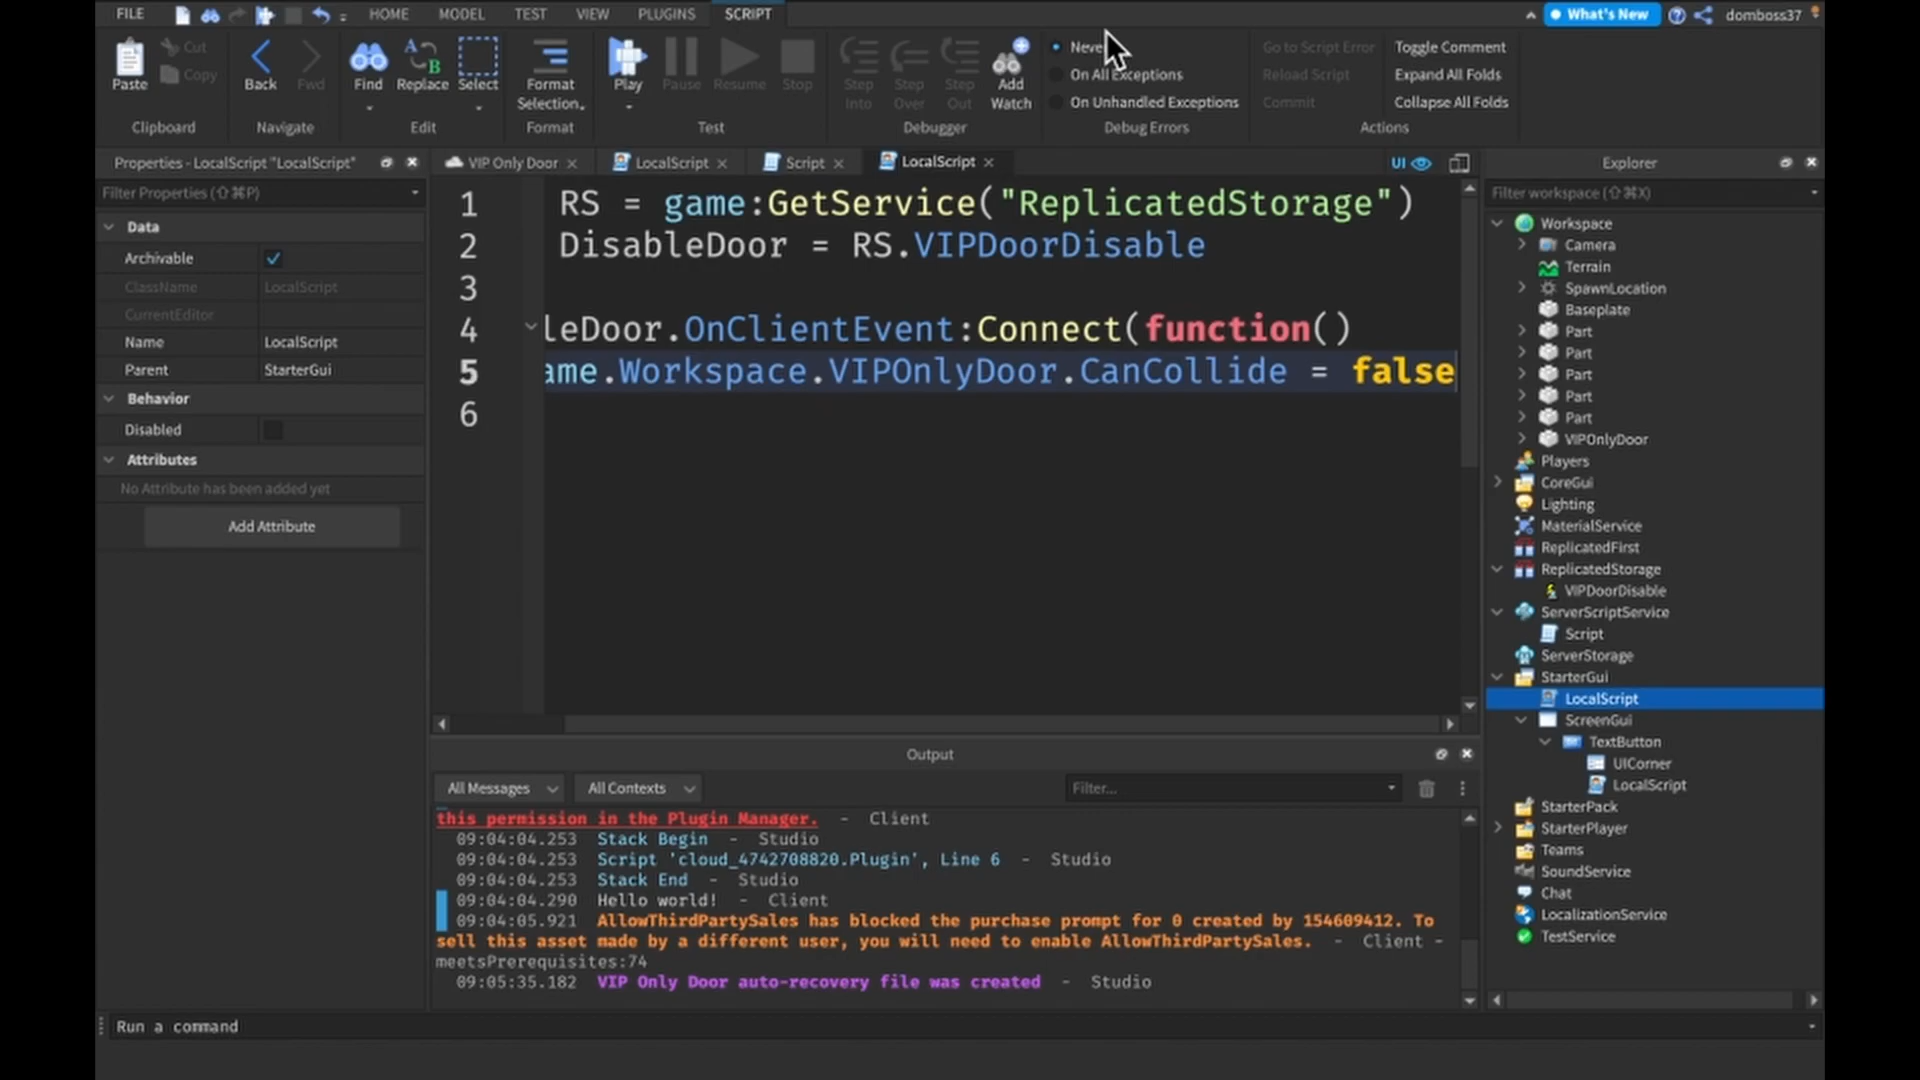 FILE HOME MODEL TEST VIEW PLUGINS SCRIPT What's New domboss37
Paste Cut Copy Back Fwd Find Replace Select Format Selection Play Pause Resume Stop Step Into Step Over Step Out Add Watch
Never
On All Exceptions
On Unhandled Exceptions
Go to Script Error
Reload Script
Commit
Toggle Comment
Expand All Folds
Collapse All Folds
Clipboard Navigate Edit Format Test Debugger Debug Errors Actions
Properties - LocalScript "LocalScript"
Filter Properties (⇧⌘P)
Data
Archivable
ClassName LocalScript
CurrentEditor
Name LocalScript
Parent StarterGui
Behavior
Disabled
Attributes
No Attribute has been added yet
Add Attribute
VIP Only Door LocalScript Script LocalScript UI
1 RS = game:GetService("ReplicatedStorage")
2 DisableDoor = RS.VIPDoorDisable
3
4 leDoor.OnClientEvent:Connect(function()
5 ame.Workspace.VIPOnlyDoor.CanCollide = false
6
Output
All Messages All Contexts Filter...
this permission in the Plugin Manager. - Client
09:04:04.253 Stack Begin - Studio
09:04:04.253 Script 'cloud_4742708820.Plugin', Line 6 - Studio
09:04:04.253 Stack End - Studio
09:04:04.290 Hello world! - Client
09:04:05.921 AllowThirdPartySales has blocked the purchase prompt for 0 created by 154609412. To
sell this asset made by a different user, you will need to enable AllowThirdPartySales. - Client -
meetsPrerequisites:74
09:05:35.182 VIP Only Door auto-recovery file was created - Studio
Explorer
Filter workspace (⇧⌘X)
Workspace
Camera
Terrain
SpawnLocation
Baseplate
Part
Part
Part
Part
Part
VIPOnlyDoor
Players
CoreGui
Lighting
MaterialService
ReplicatedFirst
ReplicatedStorage
VIPDoorDisable
ServerScriptService
Script
ServerStorage
StarterGui
LocalScript
ScreenGui
TextButton
UICorner
LocalScript
StarterPack
StarterPlayer
Teams
SoundService
Chat
LocalizationService
TestService
Run a command